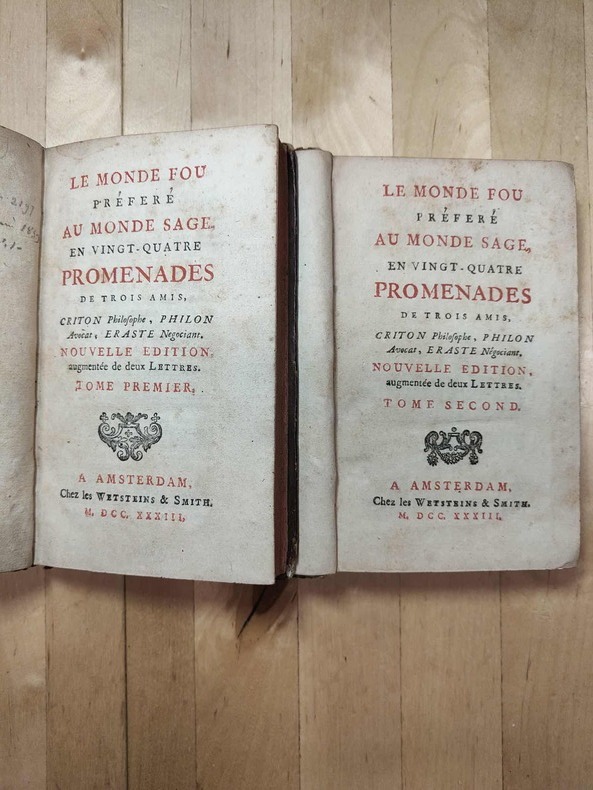 LE MONDE FOU
PRÉFERÉ
AU MONDE SAGE,
EN VINGT-QUATRE
PROMENADES
DE TROIS AMIS,
CRITON Philosophe, PHILON
Avocat, ERASTE Negociant.
NOUVELLE EDITION,
augmentée de deux LETTRES.
TOME PREMIER,
A AMSTERDAM,
Chez les WETSTEINS & SMITH.
M. DCC. XXXIII.
LE MONDE FOU
PRÉFERÉ
AU MONDE SAGE,
EN VINGT-QUATRE
PROMENADES
DE TROIS AMIS,
CRITON Philosophe, PHILON
Avocat, ERASTE Négociant,
NOUVELLE EDITION,
augmentée de deux LETTRES.
TOME SECOND.
A AMSTERDAM,
Chez les WETSTEINS & SMITH.
M. DCC. XXXIII.